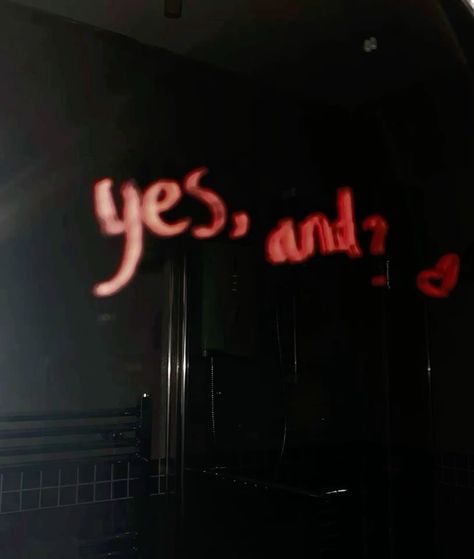 yes, and?